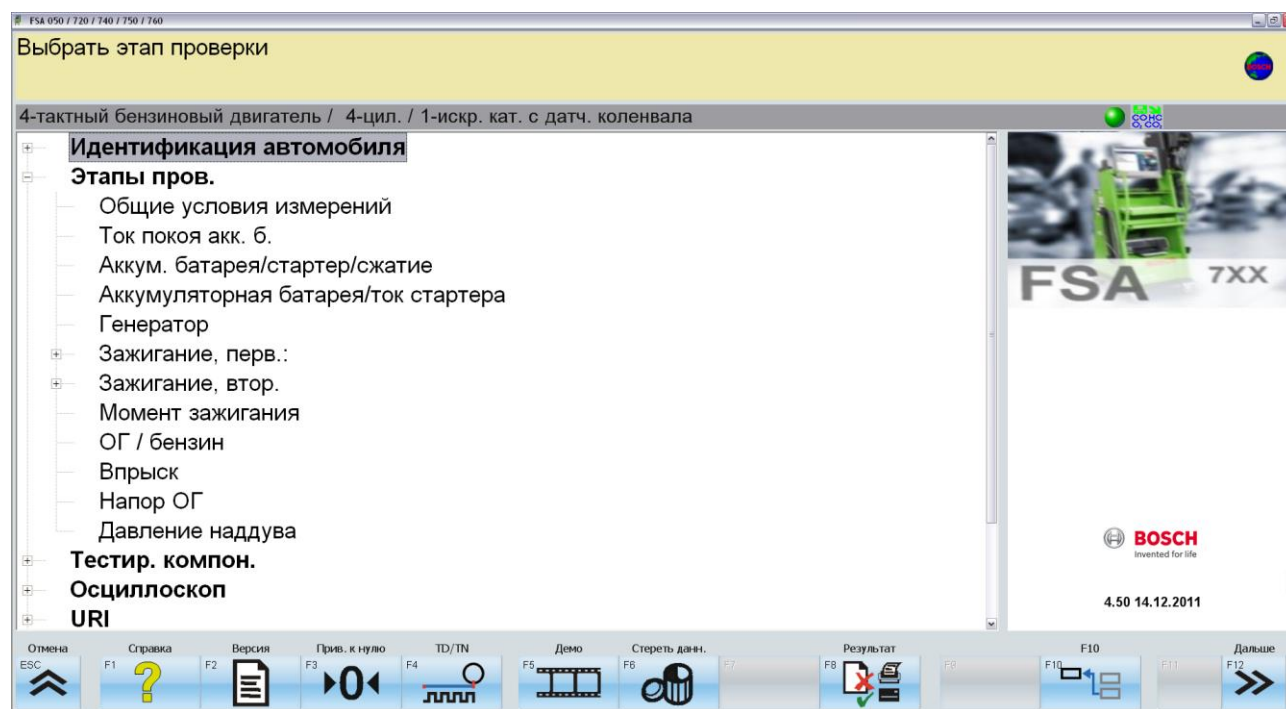 FSA 050 / 720 / 740 / 750 / 760
Выбрать этап проверки
4-тактный бензиновый двигатель / 4-цил. / 1-искр. кат. с датч. коленвала
Идентификация автомобиля
Этапы пров.
Общие условия измерений
Ток покоя акк. б.
Аккум. батарея/стартер/сжатие
Аккумуляторная батарея/ток стартера
Генератор
Зажигание, перв.:
Зажигание, втор.
Момент зажигания
ОГ / бензин
Впрыск
Напор ОГ
Давление наддува
Тестир. компон.
Осциллоскоп
URI
FSA 7XX
BOSCH
Invented for life
4.50 14.12.2011
Отмена Справка Версия Прив. к нулю TD/TN Демо Стереть данн. Результат F10 Дальше
ESC F1 F2 F3 F4 F5 F6 F7 F8 F9 F10 F11 F12